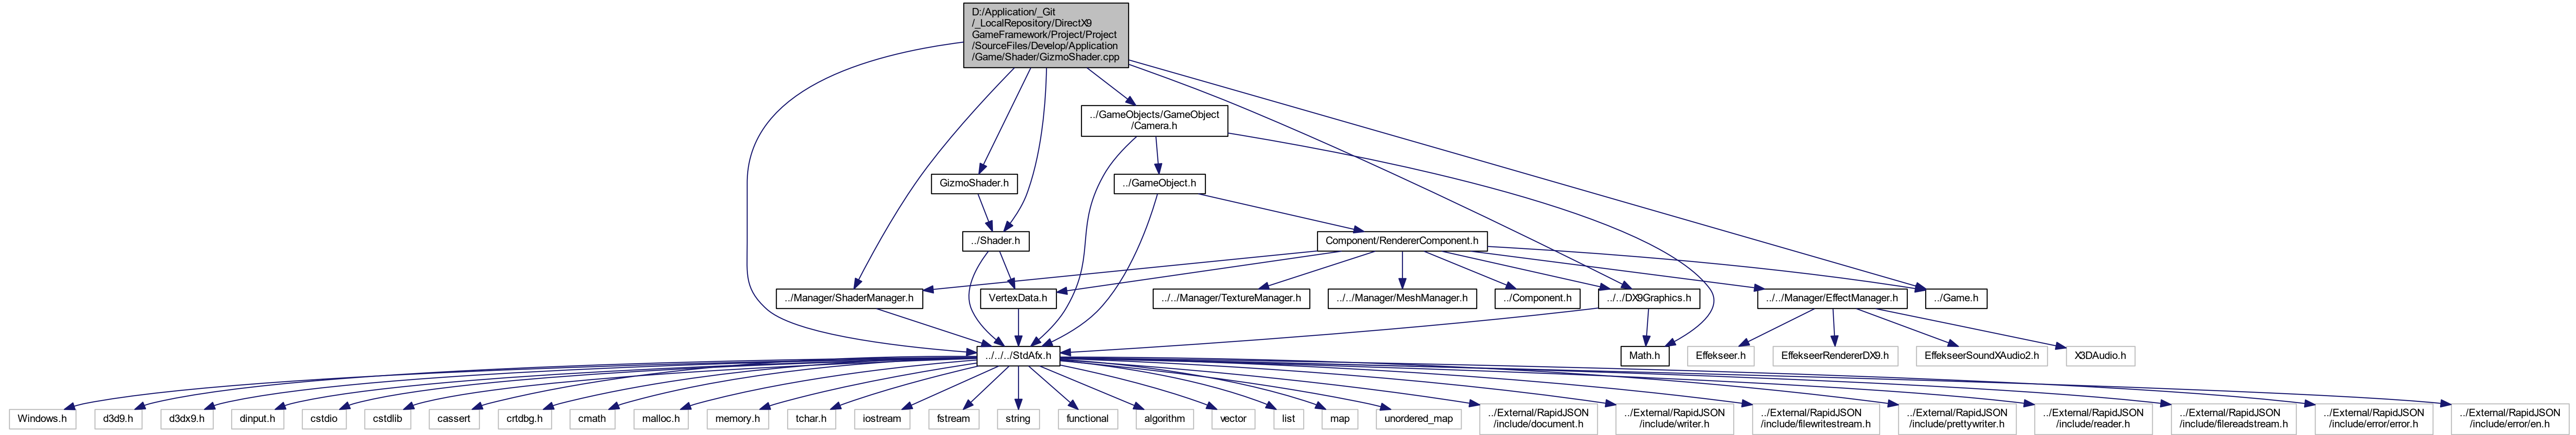 D:/Application/_Git
/_LocalRepository/DirectX9
GameFramework/Project/Project
/SourceFiles/Develop/Application
/Game/Shader/GizmoShader.cpp
../GameObjects/GameObject
/Camera.h
GizmoShader.h
../GameObject.h
../Shader.h
Component/RendererComponent.h
../Manager/ShaderManager.h
VertexData.h
../../Manager/TextureManager.h
../../Manager/MeshManager.h
../Component.h
../../DX9Graphics.h
../../Manager/EffectManager.h
../Game.h
../../../StdAfx.h
Math.h
Effekseer.h
EffekseerRendererDX9.h
EffekseerSoundXAudio2.h
X3DAudio.h
Windows.h
d3d9.h
d3dx9.h
dinput.h
cstdio
cstdlib
cassert
crtdbg.h
cmath
malloc.h
memory.h
tchar.h
iostream
fstream
string
functional
algorithm
vector
list
map
unordered_map
../External/RapidJSON
/include/document.h
../External/RapidJSON
/include/writer.h
../External/RapidJSON
/include/filewritestream.h
../External/RapidJSON
/include/prettywriter.h
../External/RapidJSON
/include/reader.h
../External/RapidJSON
/include/filereadstream.h
../External/RapidJSON
/include/error/error.h
../External/RapidJSON
/include/error/en.h